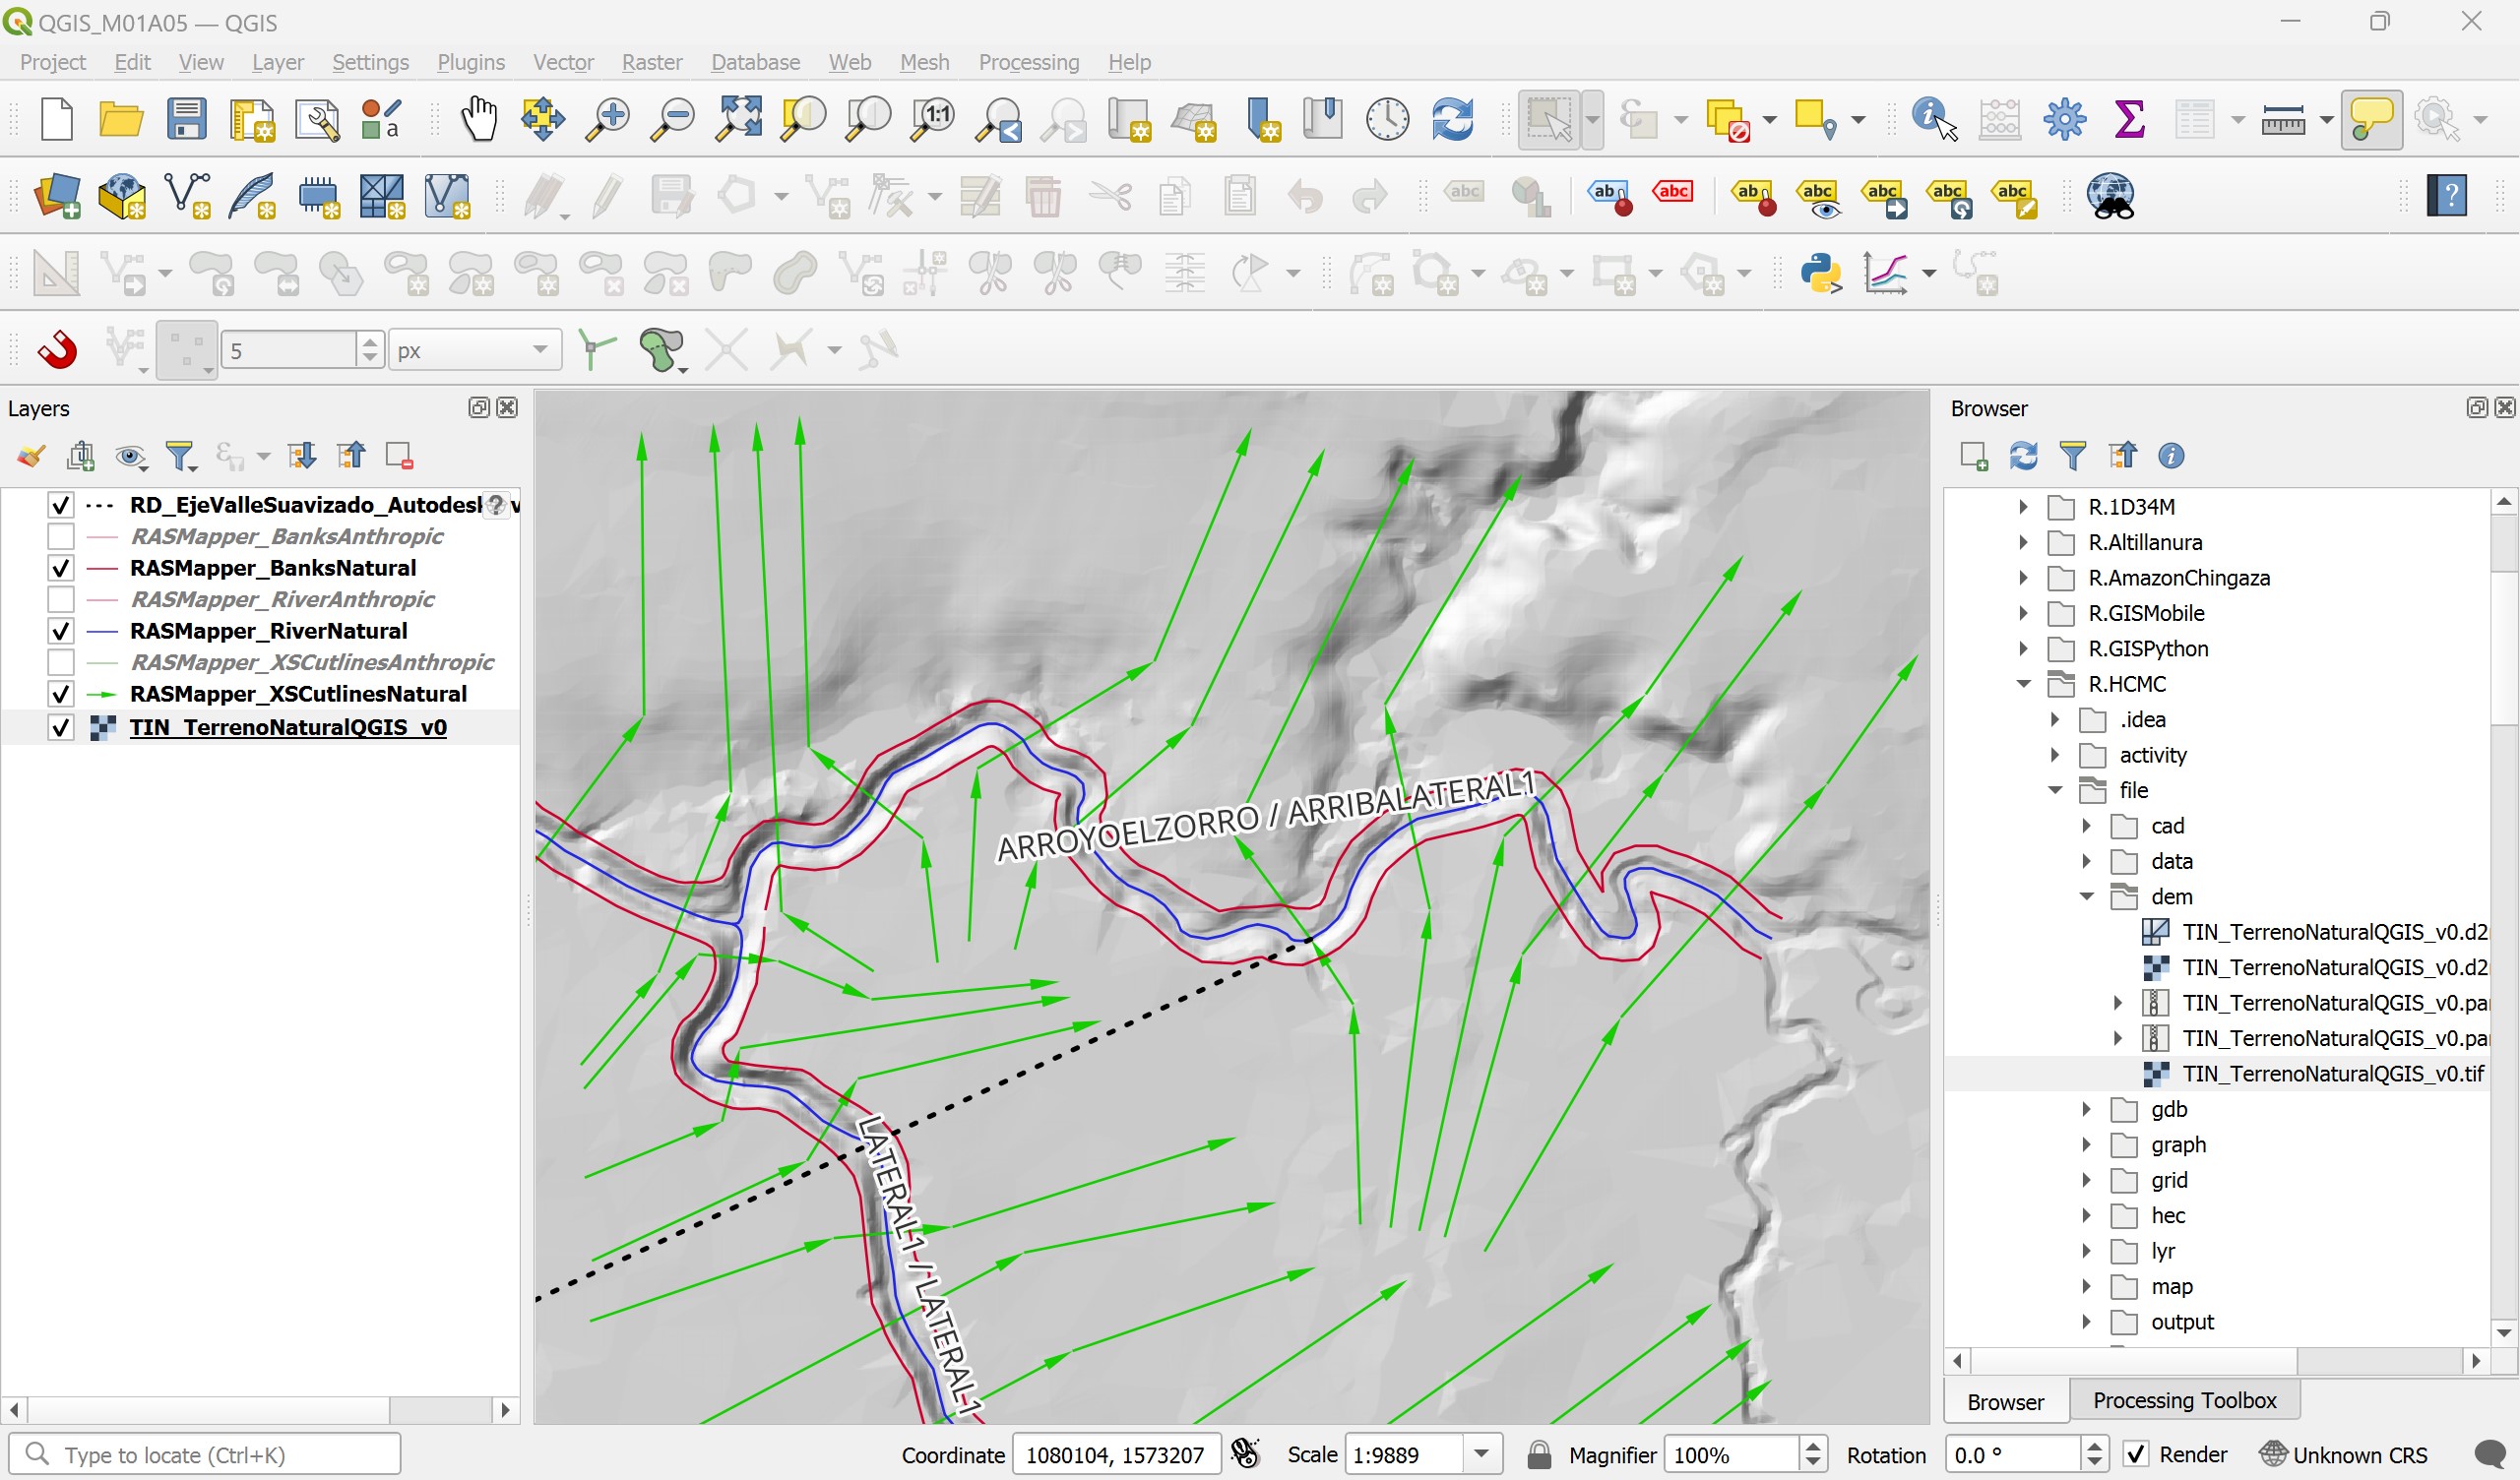 QGIS_M01A05 — QGIS
Project Edit View Layer Settings Plugins Vector Raster Database Web Mesh Processing Help
5 px
Layers
RD_EjeValleSuavizado_Autodesk
RASMapper_BanksAnthropic
RASMapper_BanksNatural
RASMapper_RiverAnthropic
RASMapper_RiverNatural
RASMapper_XSCutlinesAnthropic
RASMapper_XSCutlinesNatural
TIN_TerrenoNaturalQGIS_v0
ARROYOELZORRO / ARRIBALATERAL1
LATERAL1 / LATERAL1
Browser
R.1D34M
R.Altillanura
R.AmazonChingaza
R.GISMobile
R.GISPython
R.HCMC
.idea
activity
file
cad
data
dem
TIN_TerrenoNaturalQGIS_v0.d2
TIN_TerrenoNaturalQGIS_v0.d2
TIN_TerrenoNaturalQGIS_v0.pa
TIN_TerrenoNaturalQGIS_v0.pa
TIN_TerrenoNaturalQGIS_v0.tif
gdb
graph
grid
hec
lyr
map
output
Browser Processing Toolbox
Type to locate (Ctrl+K) Coordinate 1080104, 1573207 Scale 1:9889 Magnifier 100% Rotation 0.0 ° Render Unknown CRS